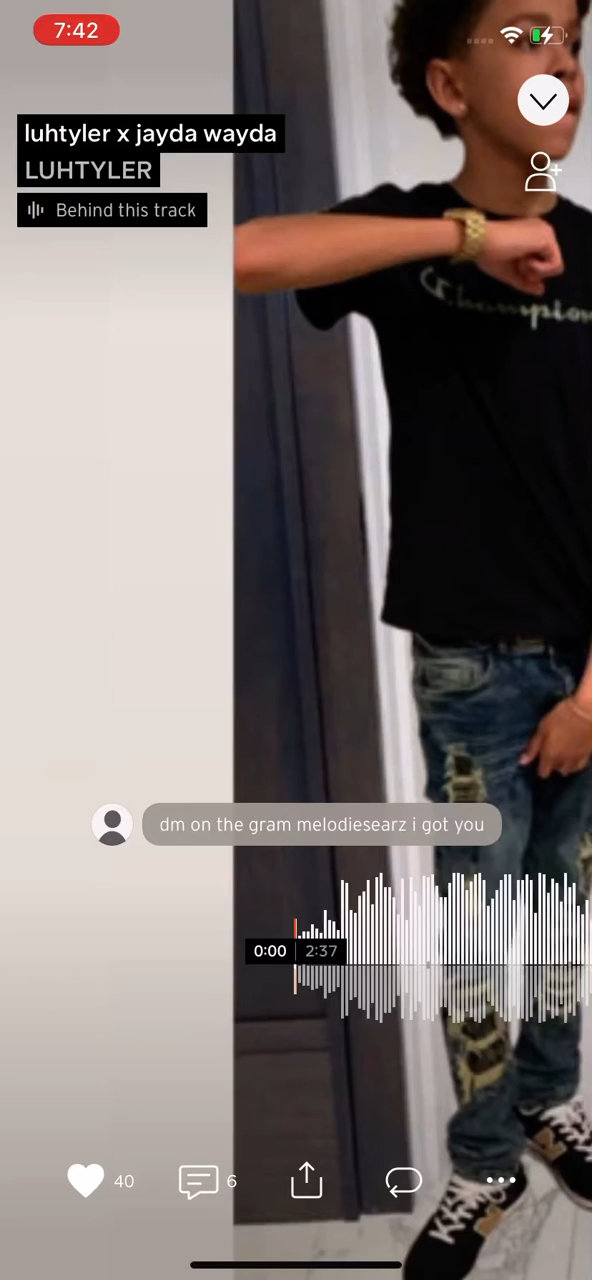 7:42
luhtyler x jayda wayda
LUHTYLER
Behind this track
Champion
dm on the gram melodiesearz i got you
0:00 2:37
40 6